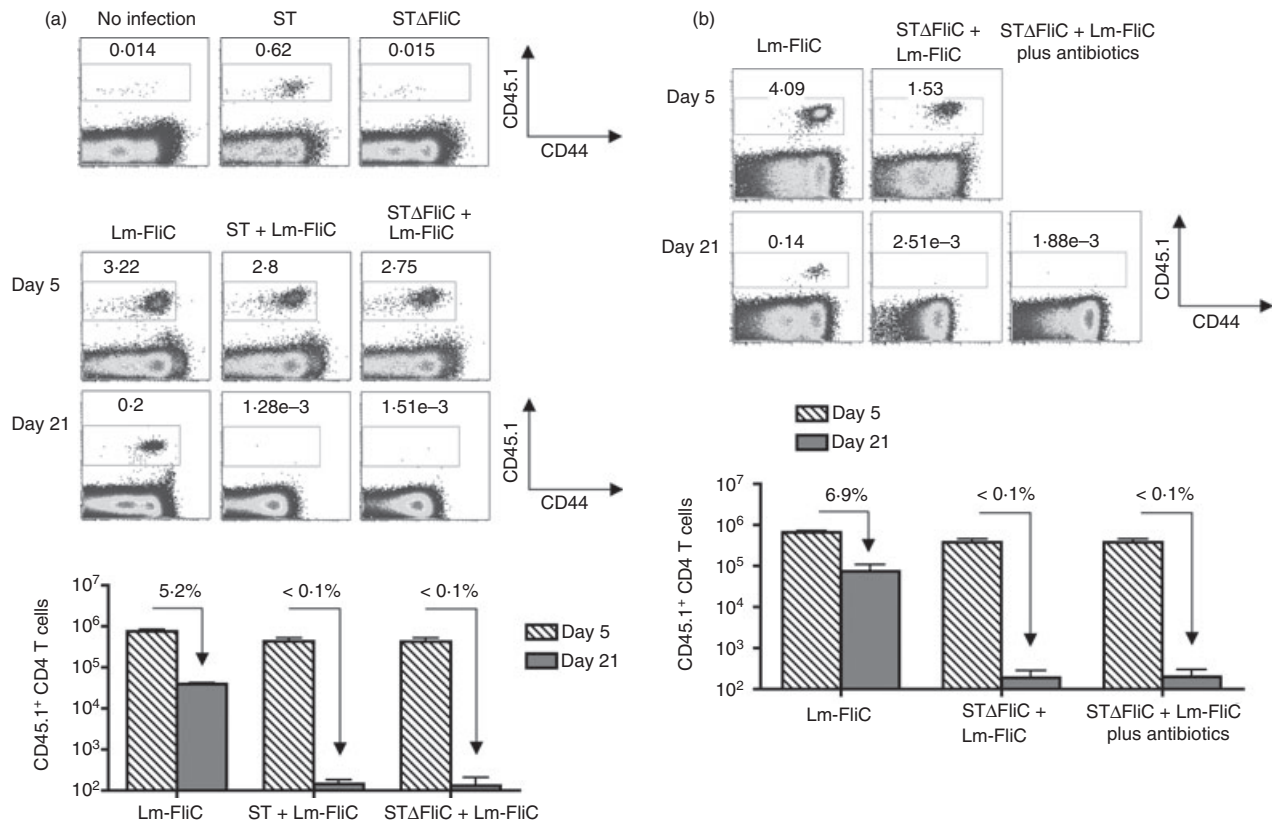 (a)
No infection
ST
STΔFliC
0·014
0·62
0·015
CD45.1
CD44
Lm-FliC
ST + Lm-FliC
STΔFliC +
Lm-FliC
Day 5
3·22
2·8
2·75
Day 21
0·2
1·28e–3
1·51e–3
CD45.1
CD44
CD45.1⁺ CD4 T cells
10⁷
10⁶
10⁵
10⁴
10³
10²
5·2%
< 0·1%
< 0·1%
Day 5
Day 21
Lm-FliC
ST + Lm-FliC
STΔFliC + Lm-FliC
(b)
Lm-FliC
STΔFliC +
Lm-FliC
STΔFliC + Lm-FliC
plus antibiotics
Day 5
4·09
1·53
Day 21
0·14
2·51e–3
1·88e–3
CD45.1
CD44
Day 5
Day 21
CD45.1⁺ CD4 T cells
10⁷
10⁶
10⁵
10⁴
10³
10²
6·9%
< 0·1%
< 0·1%
Lm-FliC
STΔFliC +
Lm-FliC
STΔFliC + Lm-FliC
plus antibiotics